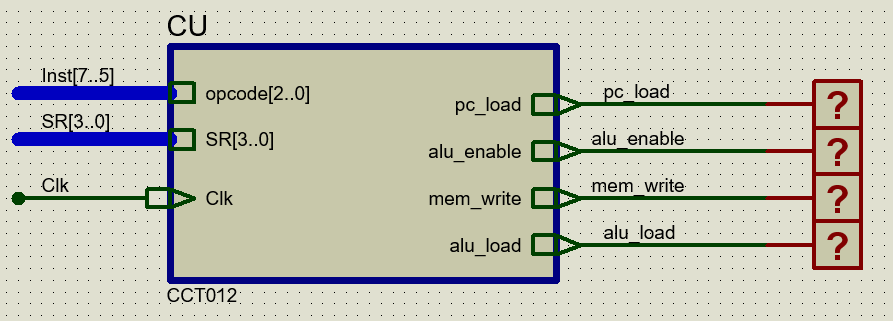 CU
Inst[7..5]
opcode[2..0]
SR[3..0]
SR[3..0]
Clk
Clk
pc_load
pc_load
?
alu_enable
alu_enable
?
mem_write
mem_write
?
alu_load
alu_load
?
CCT012